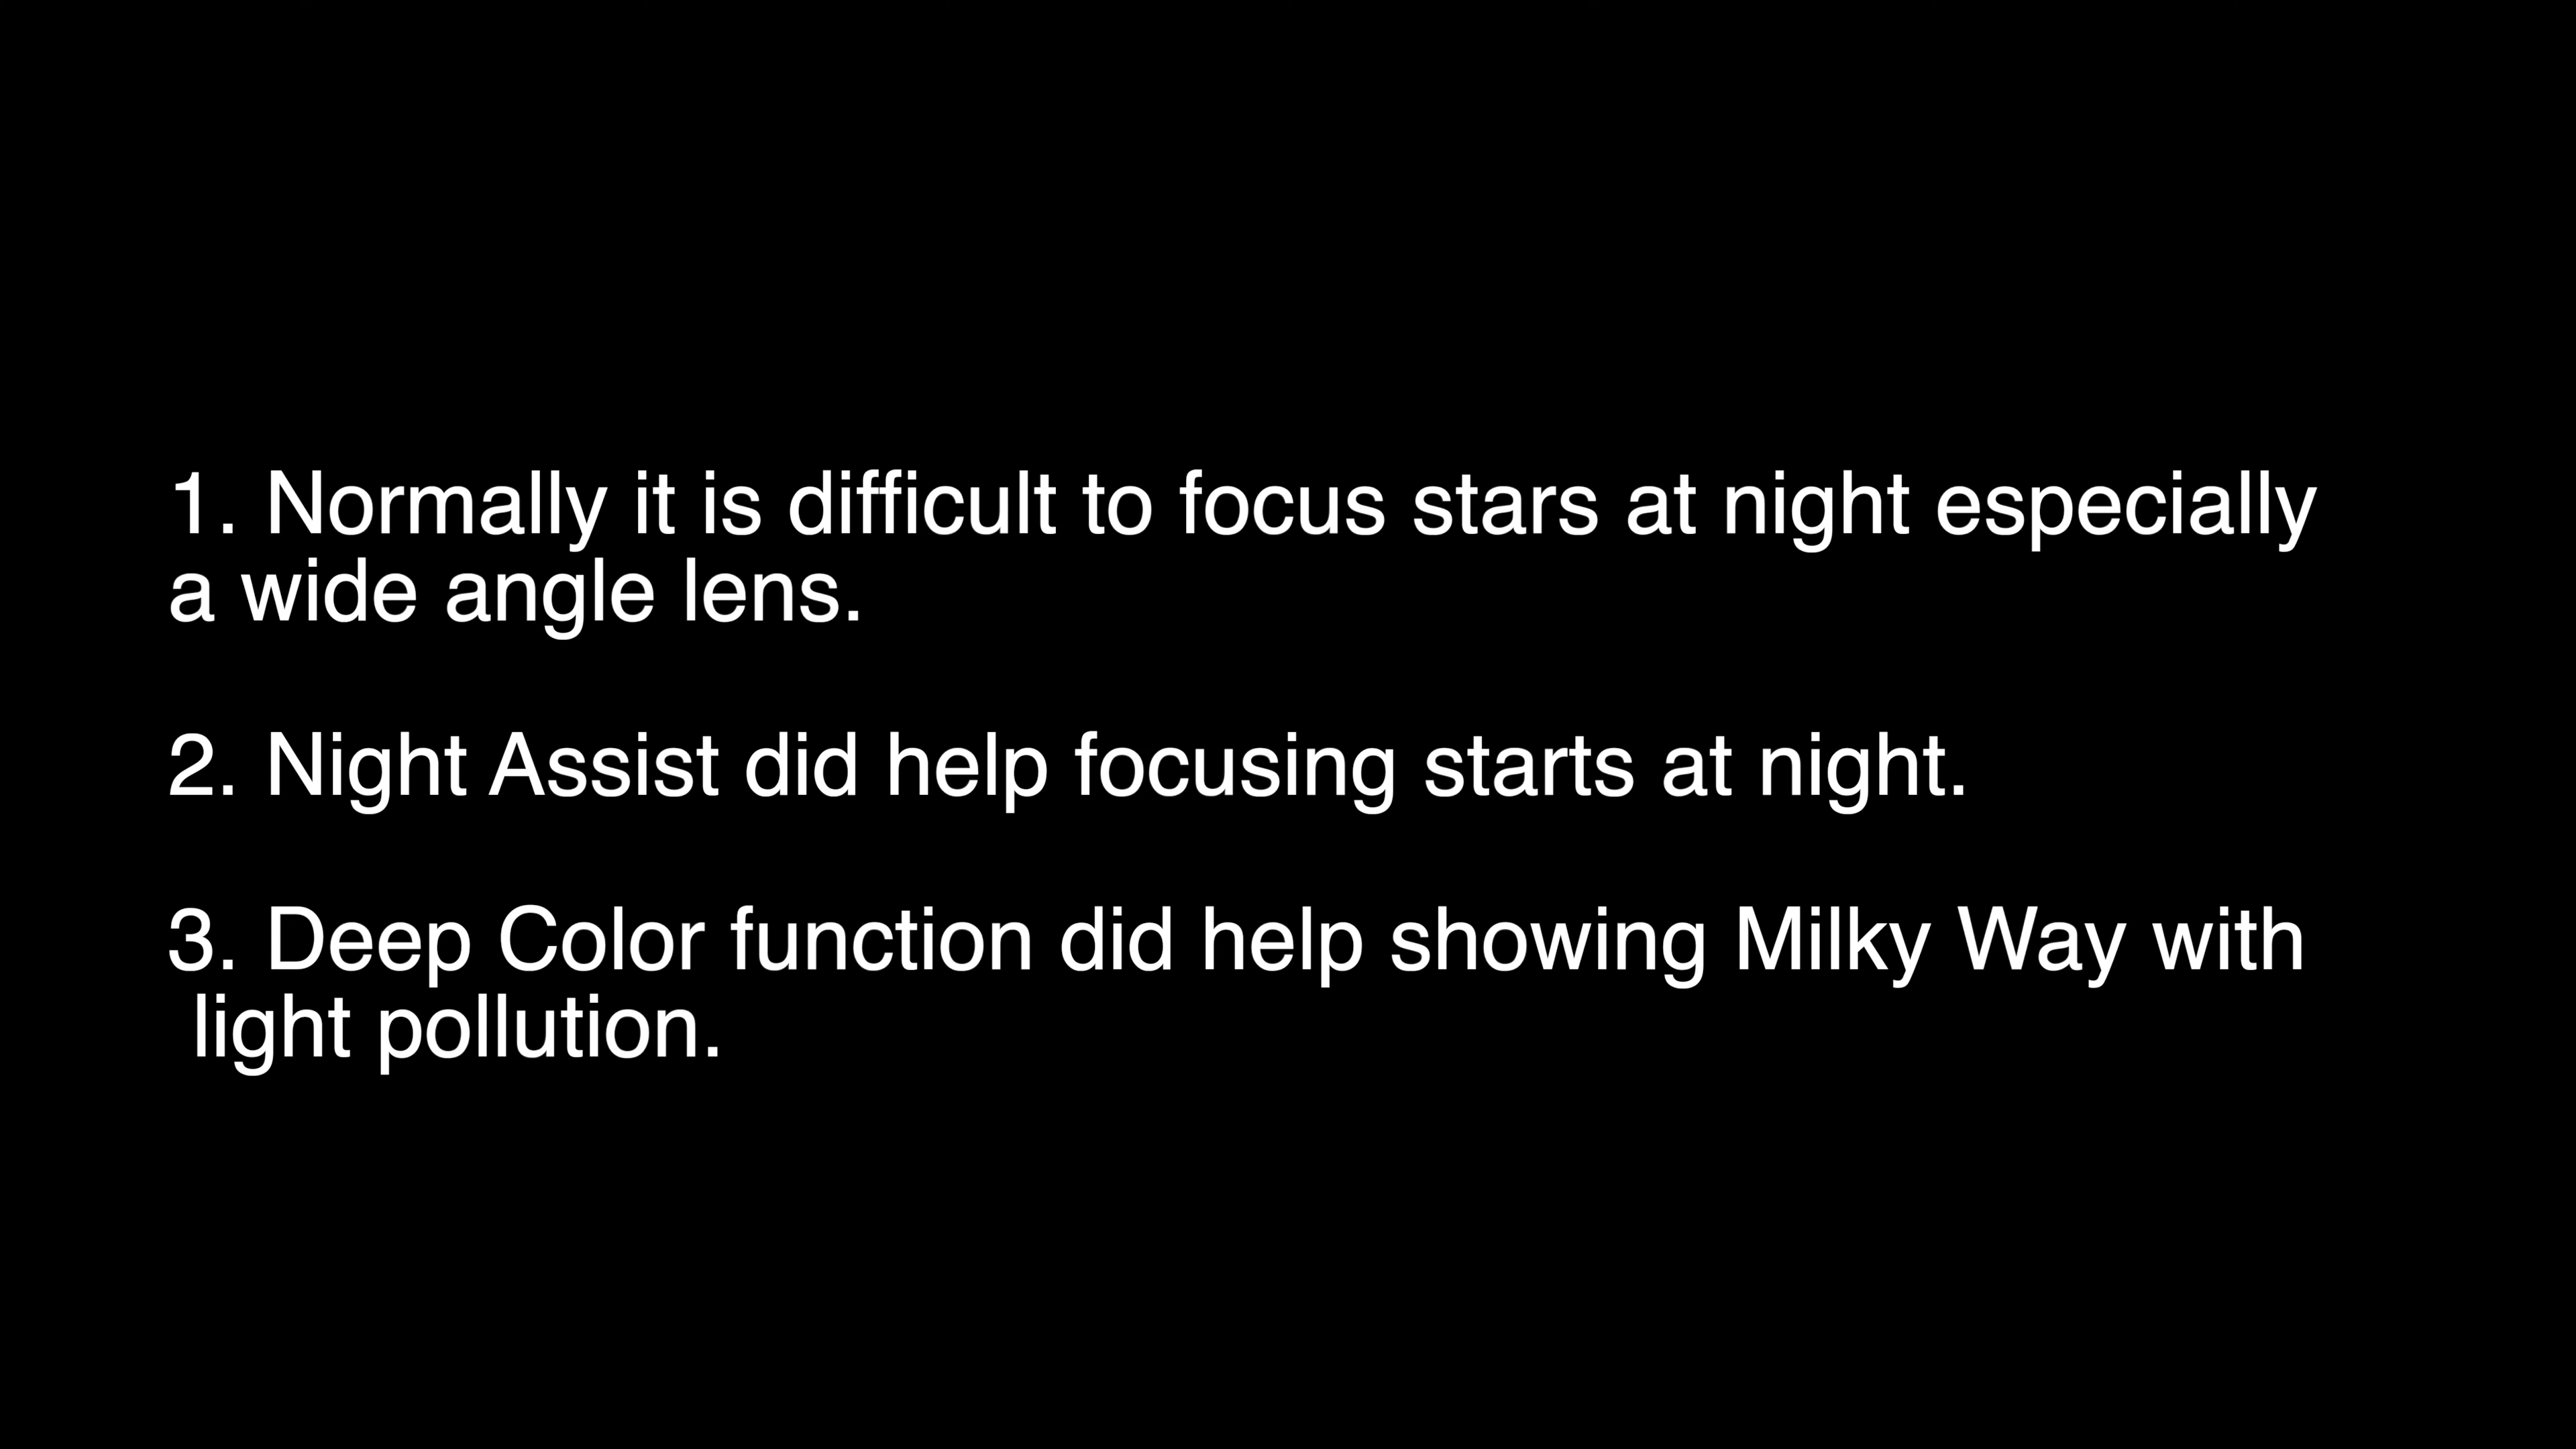 1. Normally it is difficult to focus stars at night especially
a wide angle lens.
2. Night Assist did help focusing starts at night.
3. Deep Color function did help showing Milky Way with
light pollution.